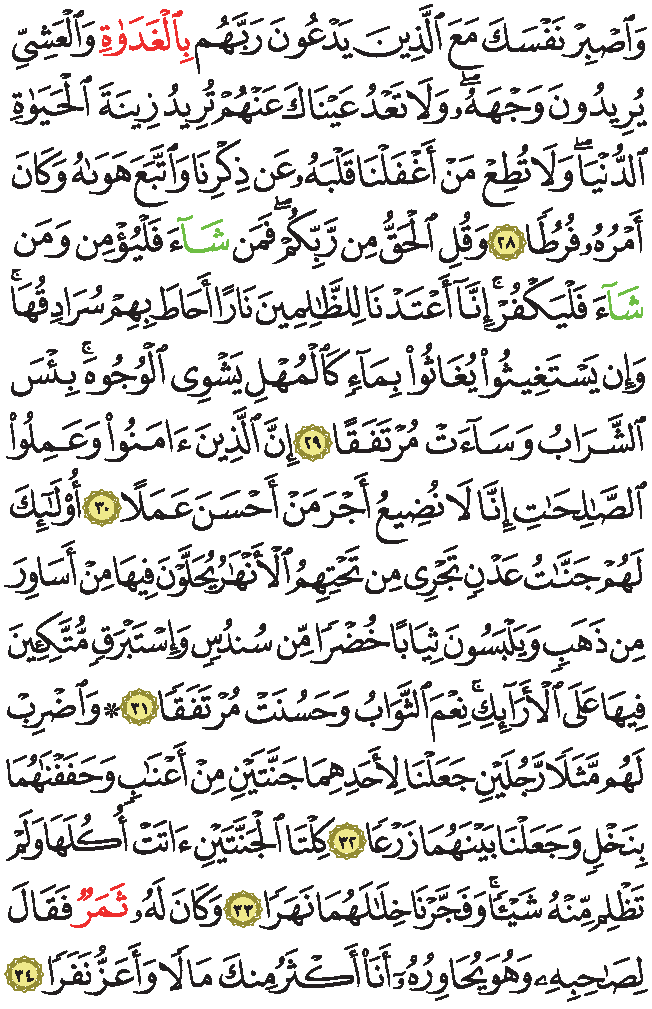 وَٱصۡبِرۡ نَفۡسَكَ مَعَ ٱلَّذِينَ يَدۡعُونَ رَبَّهُم بِٱلۡغَدَوٰةِ وَٱلۡعَشِيِّ
يُرِيدُونَ وَجۡهَهُۥۖ وَلَا تَعۡدُ عَيۡنَاكَ عَنۡهُمۡ تُرِيدُ زِينَةَ ٱلۡحَيَوٰةِ
ٱلدُّنۡيَاۖ وَلَا تُطِعۡ مَنۡ أَغۡفَلۡنَا قَلۡبَهُۥ عَن ذِكۡرِنَا وَٱتَّبَعَ هَوَىٰهُ وَكَانَ
أَمۡرُهُۥ فُرُطٗا ٢٨ وَقُلِ ٱلۡحَقُّ مِن رَّبِّكُمۡۖ فَمَن شَآءَ فَلۡيُؤۡمِن وَمَن
شَآءَ فَلۡيَكۡفُرۡۚ إِنَّآ أَعۡتَدۡنَا لِلظَّٰلِمِينَ نَارًا أَحَاطَ بِهِمۡ سُرَادِقُهَاۚ
وَإِن يَسۡتَغِيثُواْ يُغَاثُواْ بِمَآءٖ كَٱلۡمُهۡلِ يَشۡوِي ٱلۡوُجُوهَۚ بِئۡسَ
ٱلشَّرَابُ وَسَآءَتۡ مُرۡتَفَقًا ٢٩ إِنَّ ٱلَّذِينَ ءَامَنُواْ وَعَمِلُواْ
ٱلصَّٰلِحَٰتِ إِنَّا لَا نُضِيعُ أَجۡرَ مَنۡ أَحۡسَنَ عَمَلًا ٣٠ أُوْلَٰٓئِكَ
لَهُمۡ جَنَّٰتُ عَدۡنٖ تَجۡرِي مِن تَحۡتِهِمُ ٱلۡأَنۡهَٰرُ يُحَلَّوۡنَ فِيهَا مِنۡ أَسَاوِرَ
مِن ذَهَبٖ وَيَلۡبَسُونَ ثِيَابًا خُضۡرٗا مِّن سُندُسٖ وَإِسۡتَبۡرَقٖ مُّتَّكِـِٔينَ
فِيهَا عَلَى ٱلۡأَرَآئِكِۚ نِعۡمَ ٱلثَّوَابُ وَحَسُنَتۡ مُرۡتَفَقٗا ٣١ * وَٱضۡرِبۡ
لَهُم مَّثَلٗا رَّجُلَيۡنِ جَعَلۡنَا لِأَحَدِهِمَا جَنَّتَيۡنِ مِنۡ أَعۡنَٰبٖ وَحَفَفۡنَٰهُمَا
بِنَخۡلٖ وَجَعَلۡنَا بَيۡنَهُمَا زَرۡعٗا ٣٢ كِلۡتَا ٱلۡجَنَّتَيۡنِ ءَاتَتۡ أُكُلَهَا وَلَمۡ
تَظۡلِم مِّنۡهُ شَيۡـٔٗاۚ وَفَجَّرۡنَا خِلَٰلَهُمَا نَهَرٗا ٣٣ وَكَانَ لَهُۥ ثَمَرٞ فَقَالَ
لِصَٰحِبِهِۦ وَهُوَ يُحَاوِرُهُۥٓ أَنَا۠ أَكۡثَرُ مِنكَ مَالٗا وَأَعَزُّ نَفَرٗا ٣٤